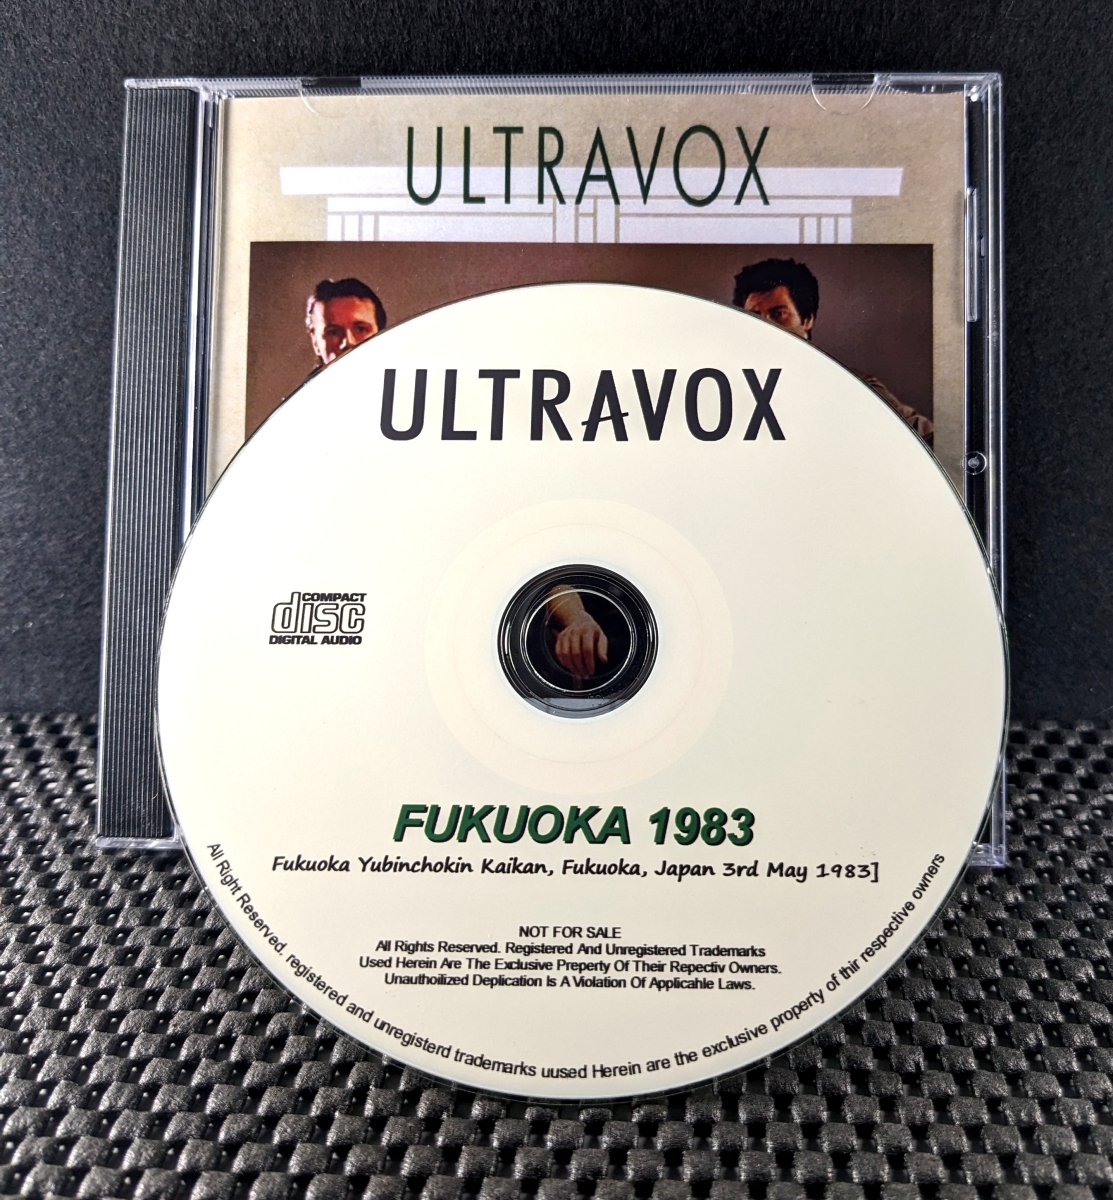 ULTRAVOX
ULTRAVOX
COMPACT
disc
DIGITAL AUDIO
FUKUOKA 1983
Fukuoka Yubinchokin Kaikan, Fukuoka, Japan 3rd May 1983]
NOT FOR SALE
All Rights Reserved. Registered And Unregistered Trademarks
Used Herein Are The Exclusive Preperty Of Their Repectiv Owners.
Unauthoilized Deplication Is A Violation Of Applicahle Laws.
All Right Reserved. registered and unregisterd trademarks uused Herein are the exclusive property of thir respective owners